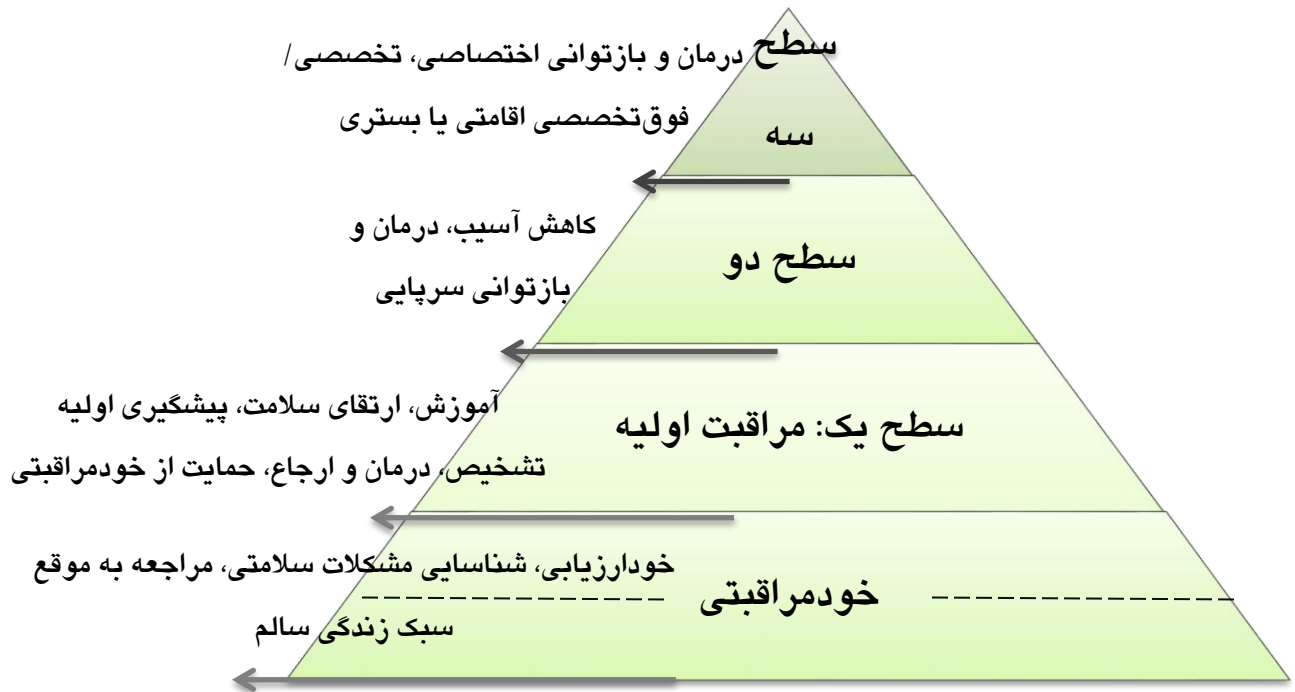 سطح
سه
درمان و بازتوانی اختصاصی، تخصصی/
فوق‌تخصصی اقامتی یا بستری
سطح دو
کاهش آسیب، درمان و
بازتوانی سرپایی
سطح یک: مراقبت اولیه
آموزش، ارتقای سلامت، پیشگیری اولیه
تشخیص، درمان و ارجاع، حمایت از خودمراقبتی
خودمراقبتی
خودارزیابی، شناسایی مشکلات سلامتی، مراجعه به موقع
سبک زندگی سالم